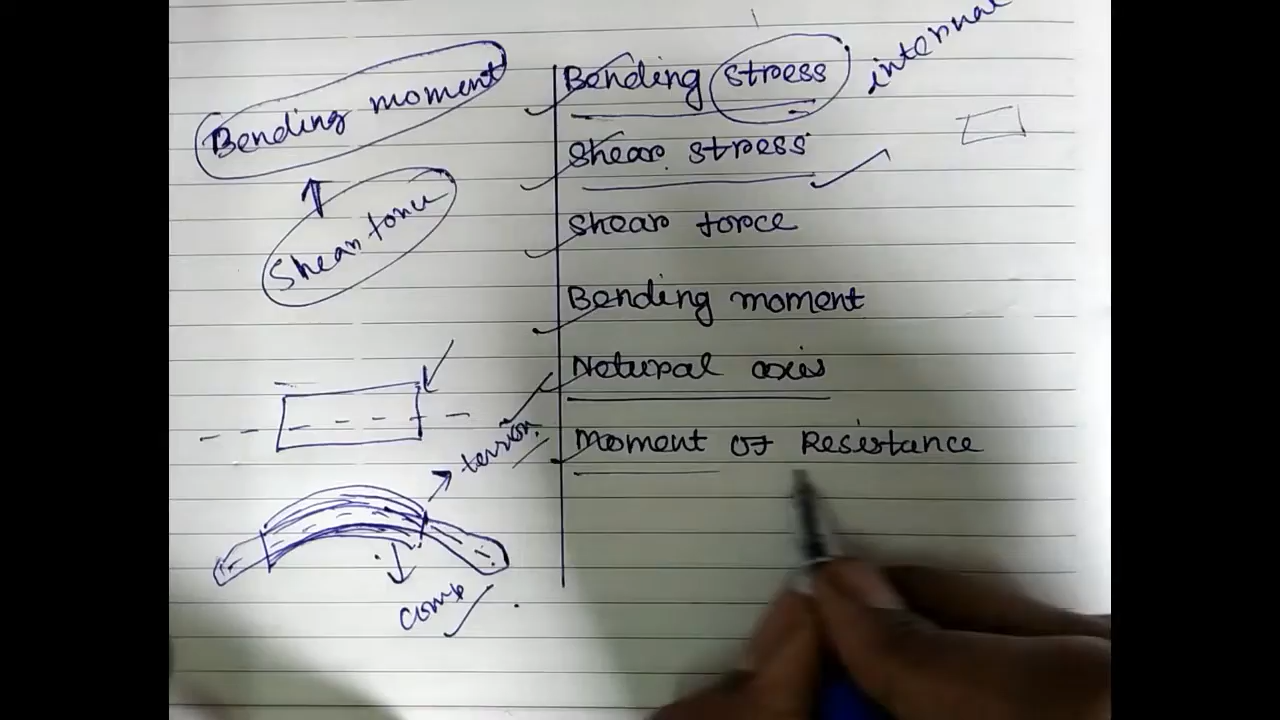 Bending moment
Shear force
tension
comp
Bending stress
internal
Shear stress
Shear force
Bending moment
Netural axis
Moment of Resistance